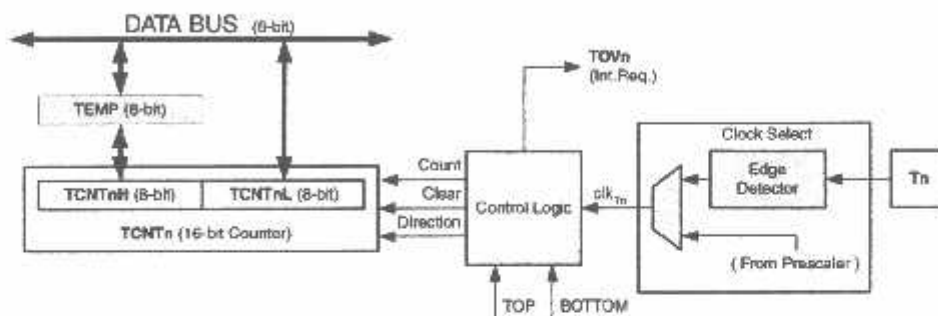 DATA BUS (8-bit)
TOVn
(Int.Req.)
TEMP (8-bit)
Clock Select
Count
Edge
Detector
Tn
TCNTnH (8-bit)
TCNTnL (8-bit)
Clear
Control Logic
clkTn
TCNTn (16-bit Counter)
Direction
( From Prescaler )
TOP
BOTTOM